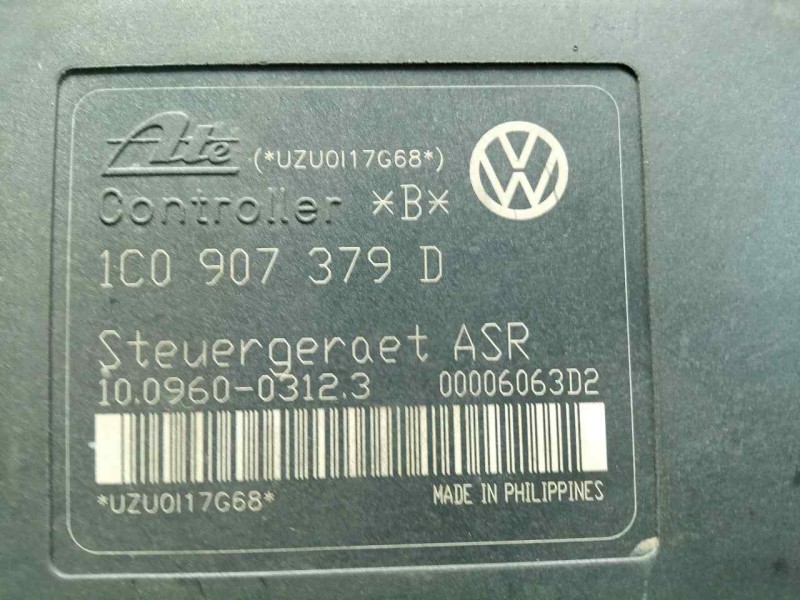 Ate (*UZU0I17G68*)
Controller *B*
1C0 907 379 D
Steuergeraet ASR
10.0960-0312.3 00006063D2
*UZU0I17G68* MADE IN PHILIPPINES